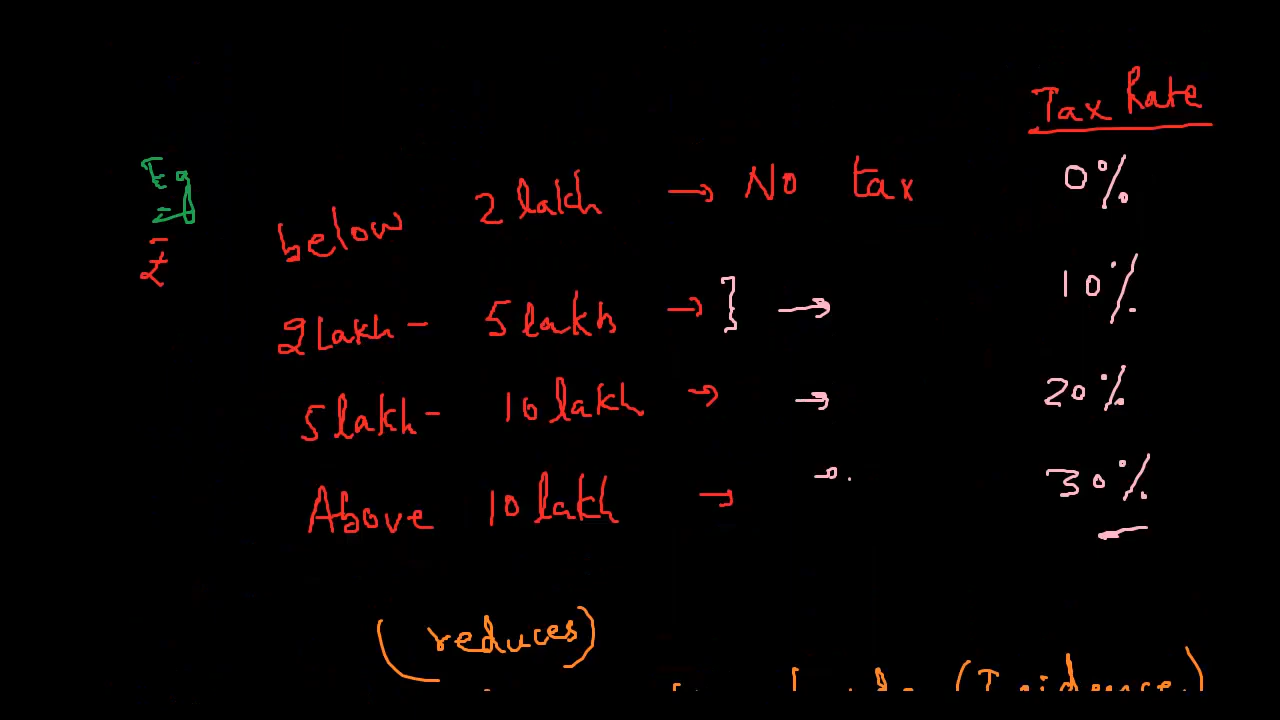 Tax Rate
Eg
below 2 lakh → No tax 0%
2 lakh - 5 lakh → } → 10%
5 lakh - 10 lakh → → 20%
Above 10 lakh → → 30%
(reduces)